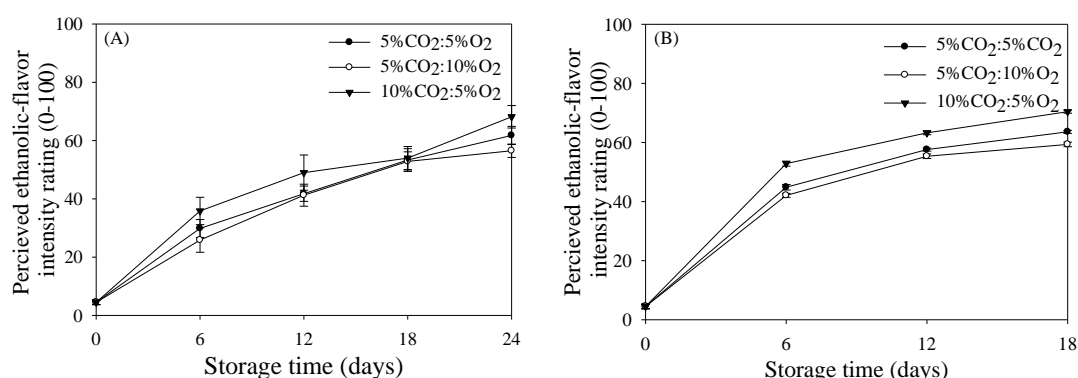 (A)
5%CO2:5%O2
5%CO2:10%O2
10%CO2:5%O2
Percieved ethanolic-flavor
intensity rating (0-100)
100
80
60
40
20
0
0 6 12 18 24
Storage time (days)
(B)
5%CO2:5%CO2
5%CO2:10%O2
10%CO2:5%O2
Percieved ethanolic-flavor
intensity rating (0-100)
100
80
60
40
20
0
0 6 12 18
Storage time (days)